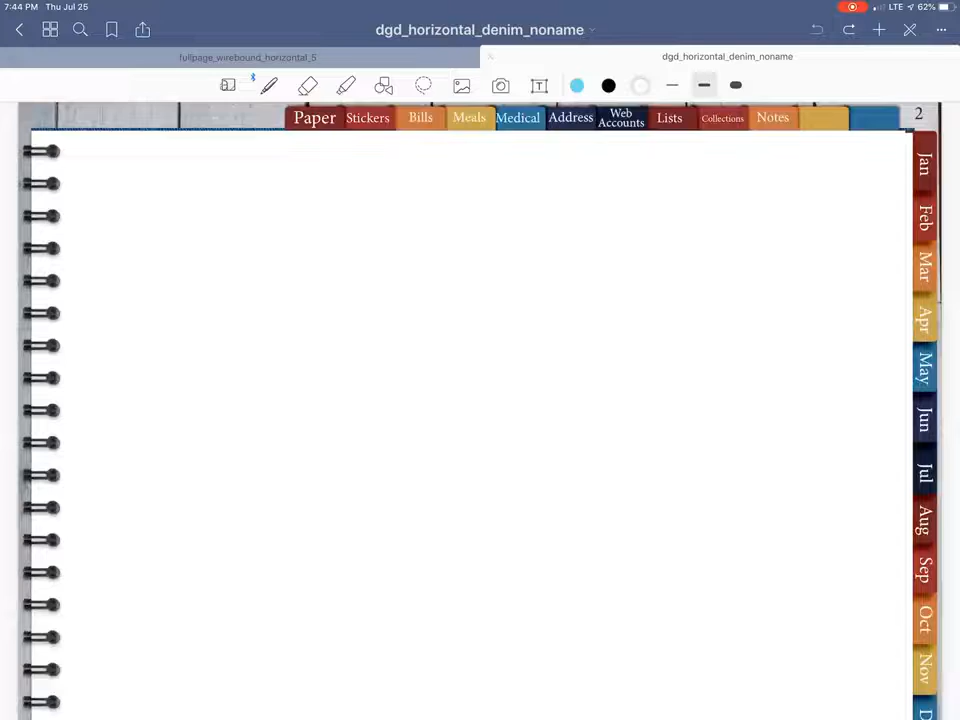 7:44 PM Thu Jul 25
LTE 62%
dgd_horizontal_denim_noname
fullpage_wirebound_horizontal_5
dgd_horizontal_denim_noname
T
Paper Stickers Bills Meals Medical Address Web Accounts Lists Collections Notes
2
Jan
Feb
Mar
Apr
May
Jun
Jul
Aug
Sep
Oct
Nov
D